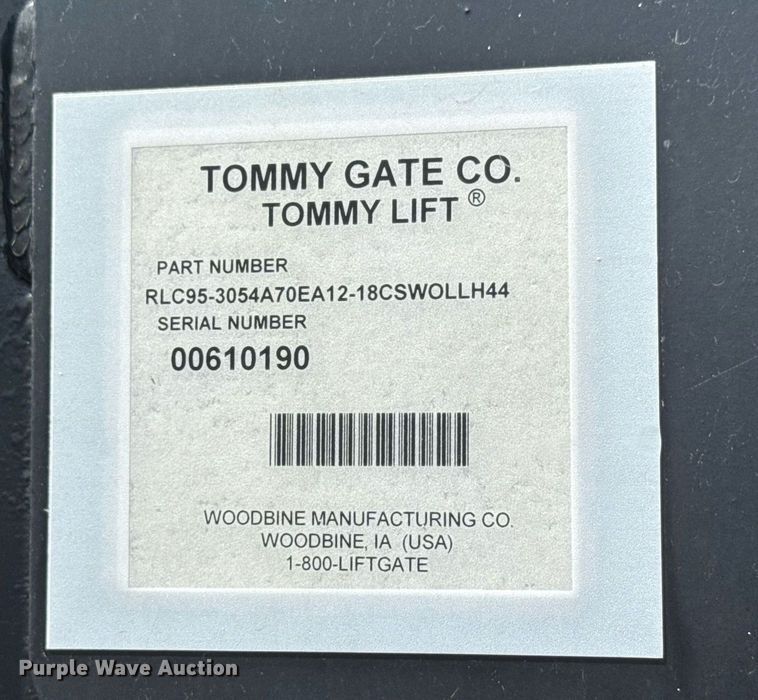 TOMMY GATE CO.
TOMMY LIFT ®
PART NUMBER
RLC95-3054A70EA12-18CSWOLLH44
SERIAL NUMBER
00610190
WOODBINE MANUFACTURING CO.
WOODBINE, IA (USA)
1-800-LIFTGATE
Purple Wave Auction